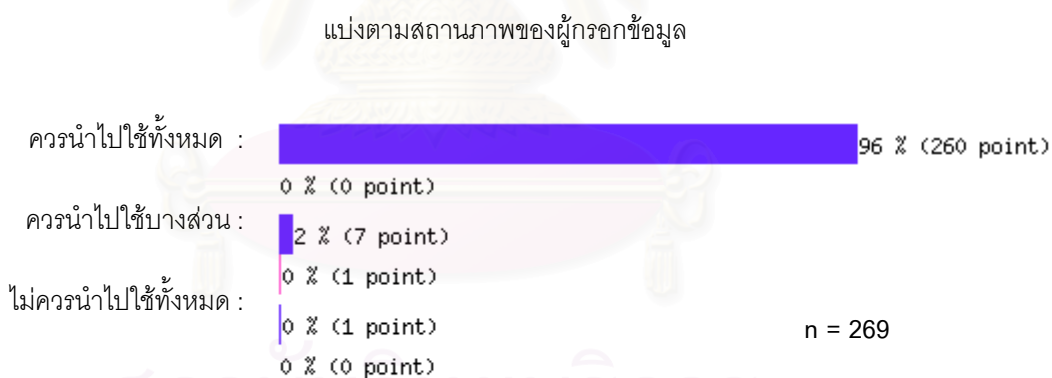 แบ่งตามสถานภาพของผู้กรอกข้อมูล
ควรนำไปใช้ทั้งหมด : 96 % (260 point)
0 % (0 point)
ควรนำไปใช้บางส่วน : 2 % (7 point)
0 % (1 point)
ไม่ควรนำไปใช้ทั้งหมด : 0 % (1 point)
n = 269
0 % (0 point)